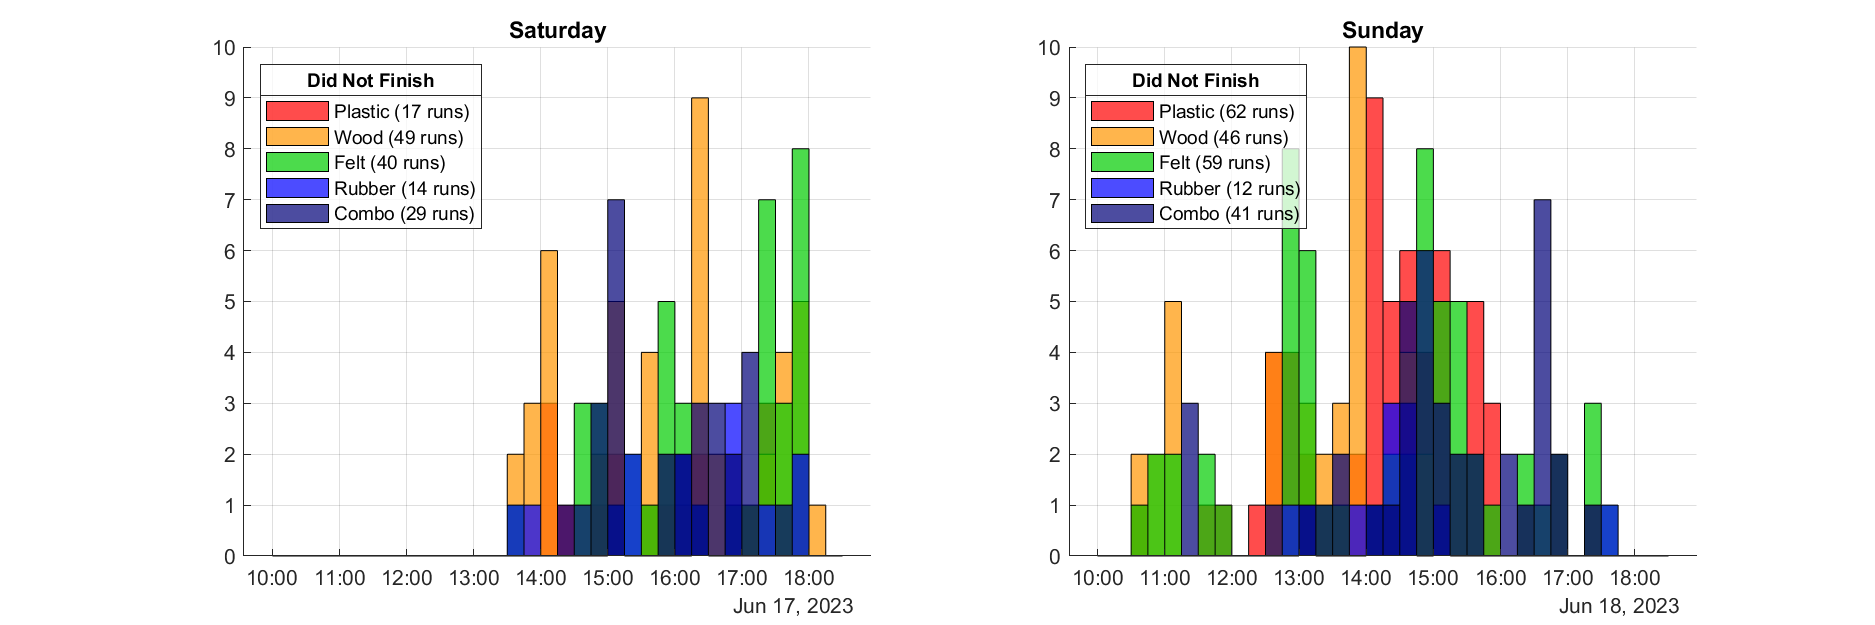 Saturday
10
9
8
7
6
5
4
3
2
1
0
Did Not Finish
Plastic (17 runs)
Wood (49 runs)
Felt (40 runs)
Rubber (14 runs)
Combo (29 runs)
10:00 11:00 12:00 13:00 14:00 15:00 16:00 17:00 18:00
Jun 17, 2023
Sunday
10
9
8
7
6
5
4
3
2
1
0
Did Not Finish
Plastic (62 runs)
Wood (46 runs)
Felt (59 runs)
Rubber (12 runs)
Combo (41 runs)
10:00 11:00 12:00 13:00 14:00 15:00 16:00 17:00 18:00
Jun 18, 2023